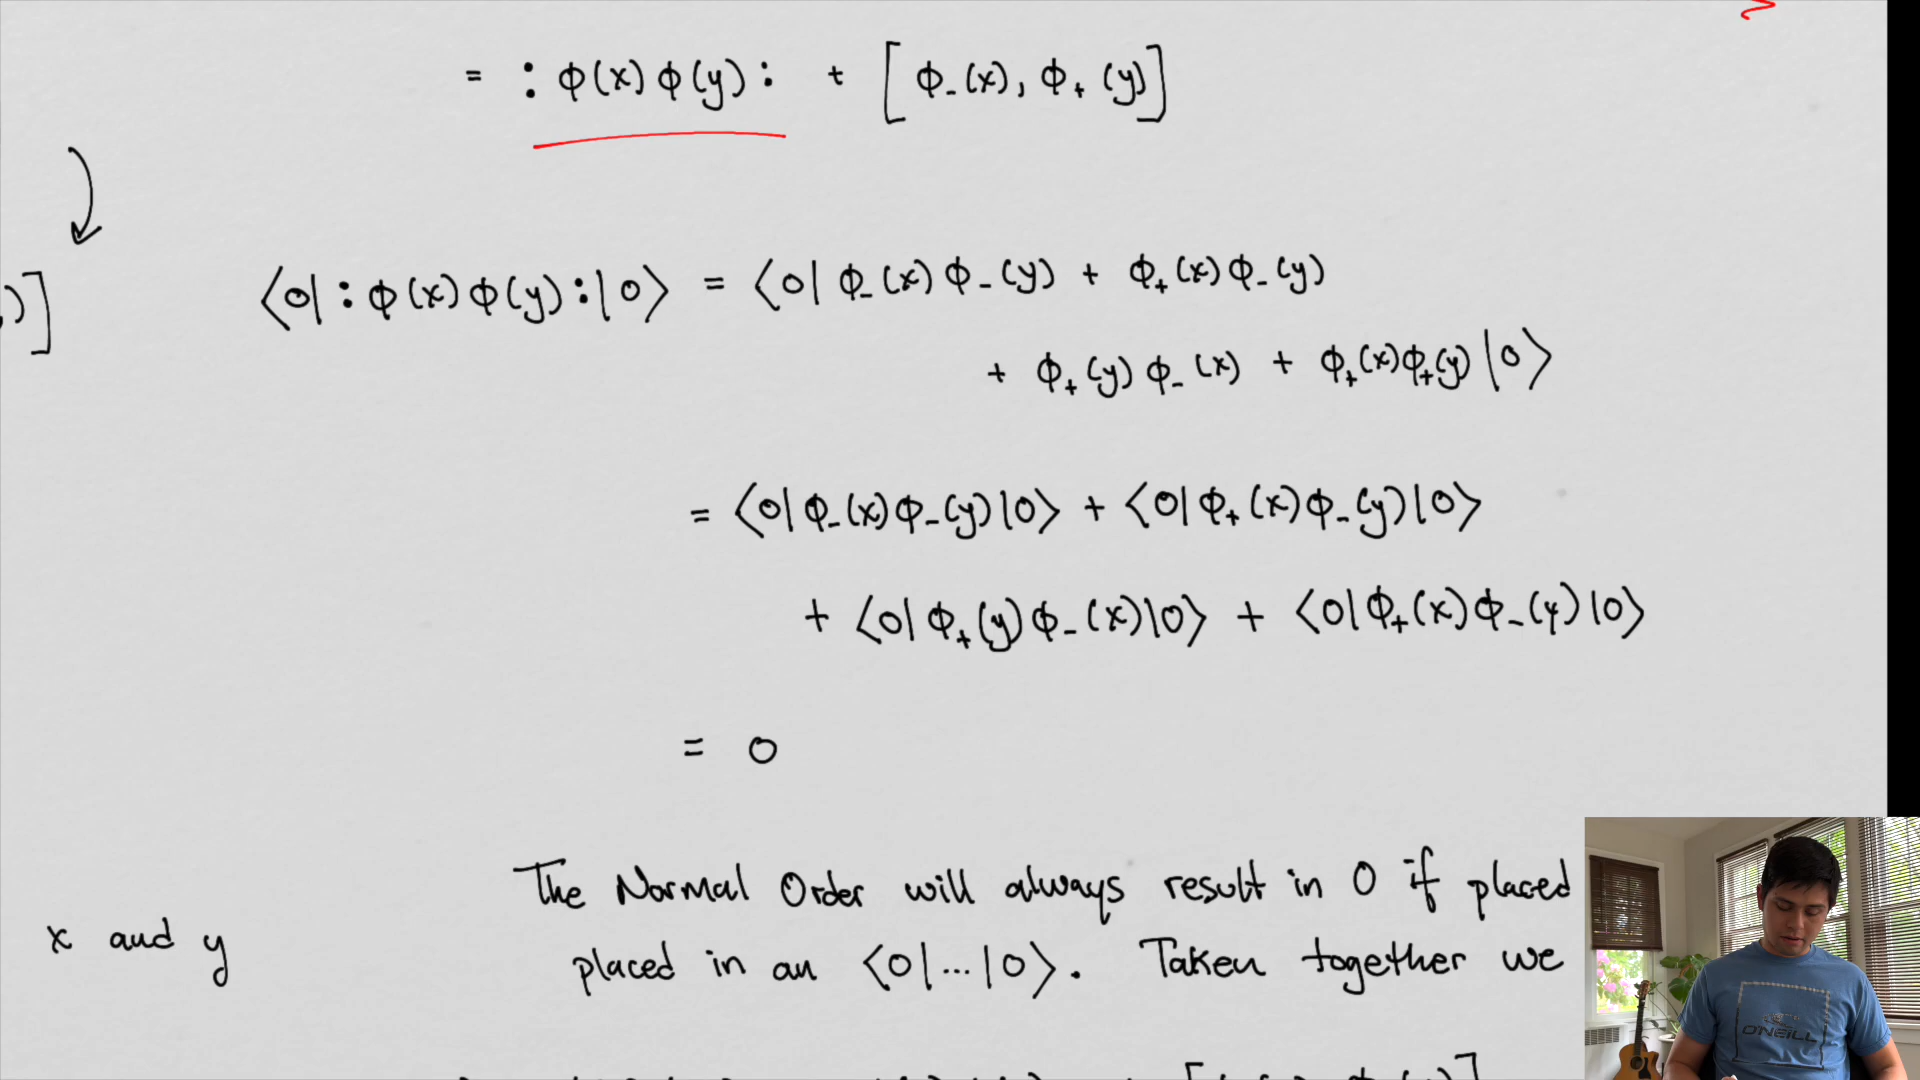 = :ϕ(x)ϕ(y): + [ϕ₋(x), ϕ₊(y)]
)]
⟨0|:ϕ(x)ϕ(y):|0⟩ = ⟨0|ϕ₋(x)ϕ₋(y) + ϕ₊(x)ϕ₋(y)
+ ϕ₊(y)ϕ₋(x) + ϕ₊(x)ϕ₊(y)|0⟩
= ⟨0|ϕ₋(x)ϕ₋(y)|0⟩ + ⟨0|ϕ₊(x)ϕ₋(y)|0⟩
+ ⟨0|ϕ₊(y)ϕ₋(x)|0⟩ + ⟨0|ϕ₊(x)ϕ₋(y)|0⟩
= 0
The Normal Order will always result in 0 if placed
x and y
placed in an ⟨0|...|0⟩. Taken together we
O'NEILL